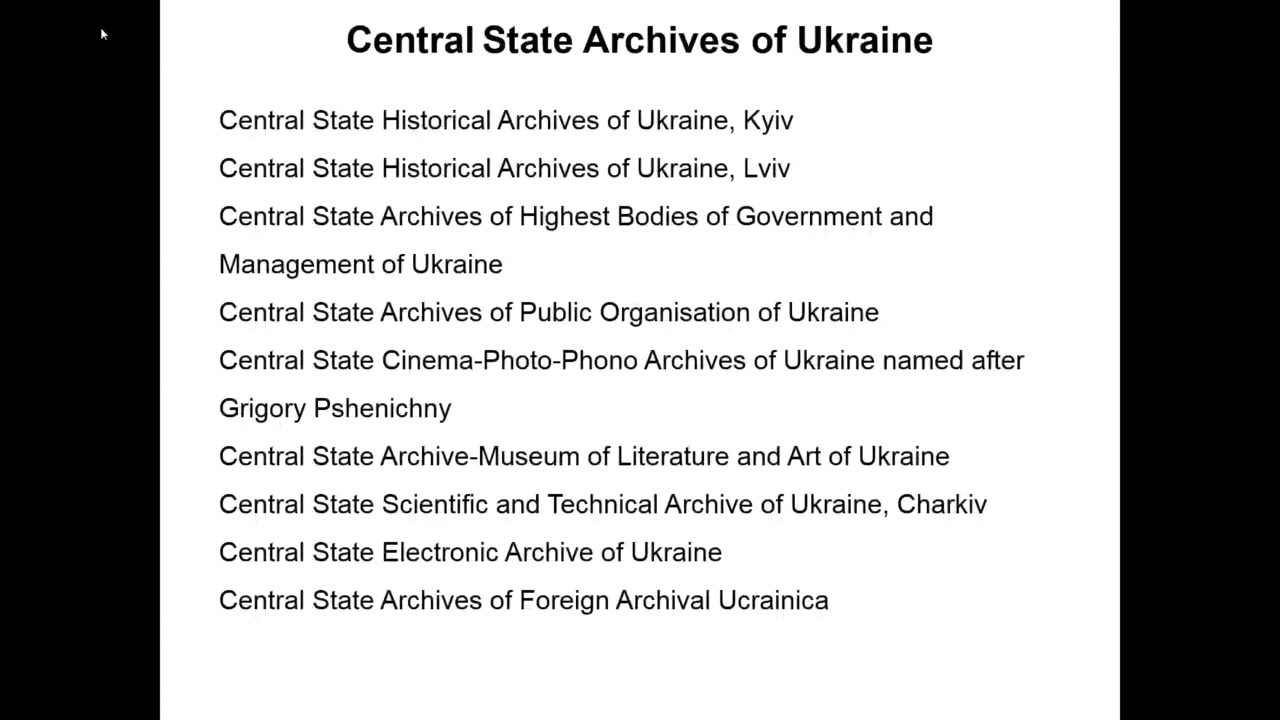 Central State Archives of Ukraine
Central State Historical Archives of Ukraine, Kyiv
Central State Historical Archives of Ukraine, Lviv
Central State Archives of Highest Bodies of Government and
Management of Ukraine
Central State Archives of Public Organisation of Ukraine
Central State Cinema-Photo-Phono Archives of Ukraine named after
Grigory Pshenichny
Central State Archive-Museum of Literature and Art of Ukraine
Central State Scientific and Technical Archive of Ukraine, Charkiv
Central State Electronic Archive of Ukraine
Central State Archives of Foreign Archival Ucrainica